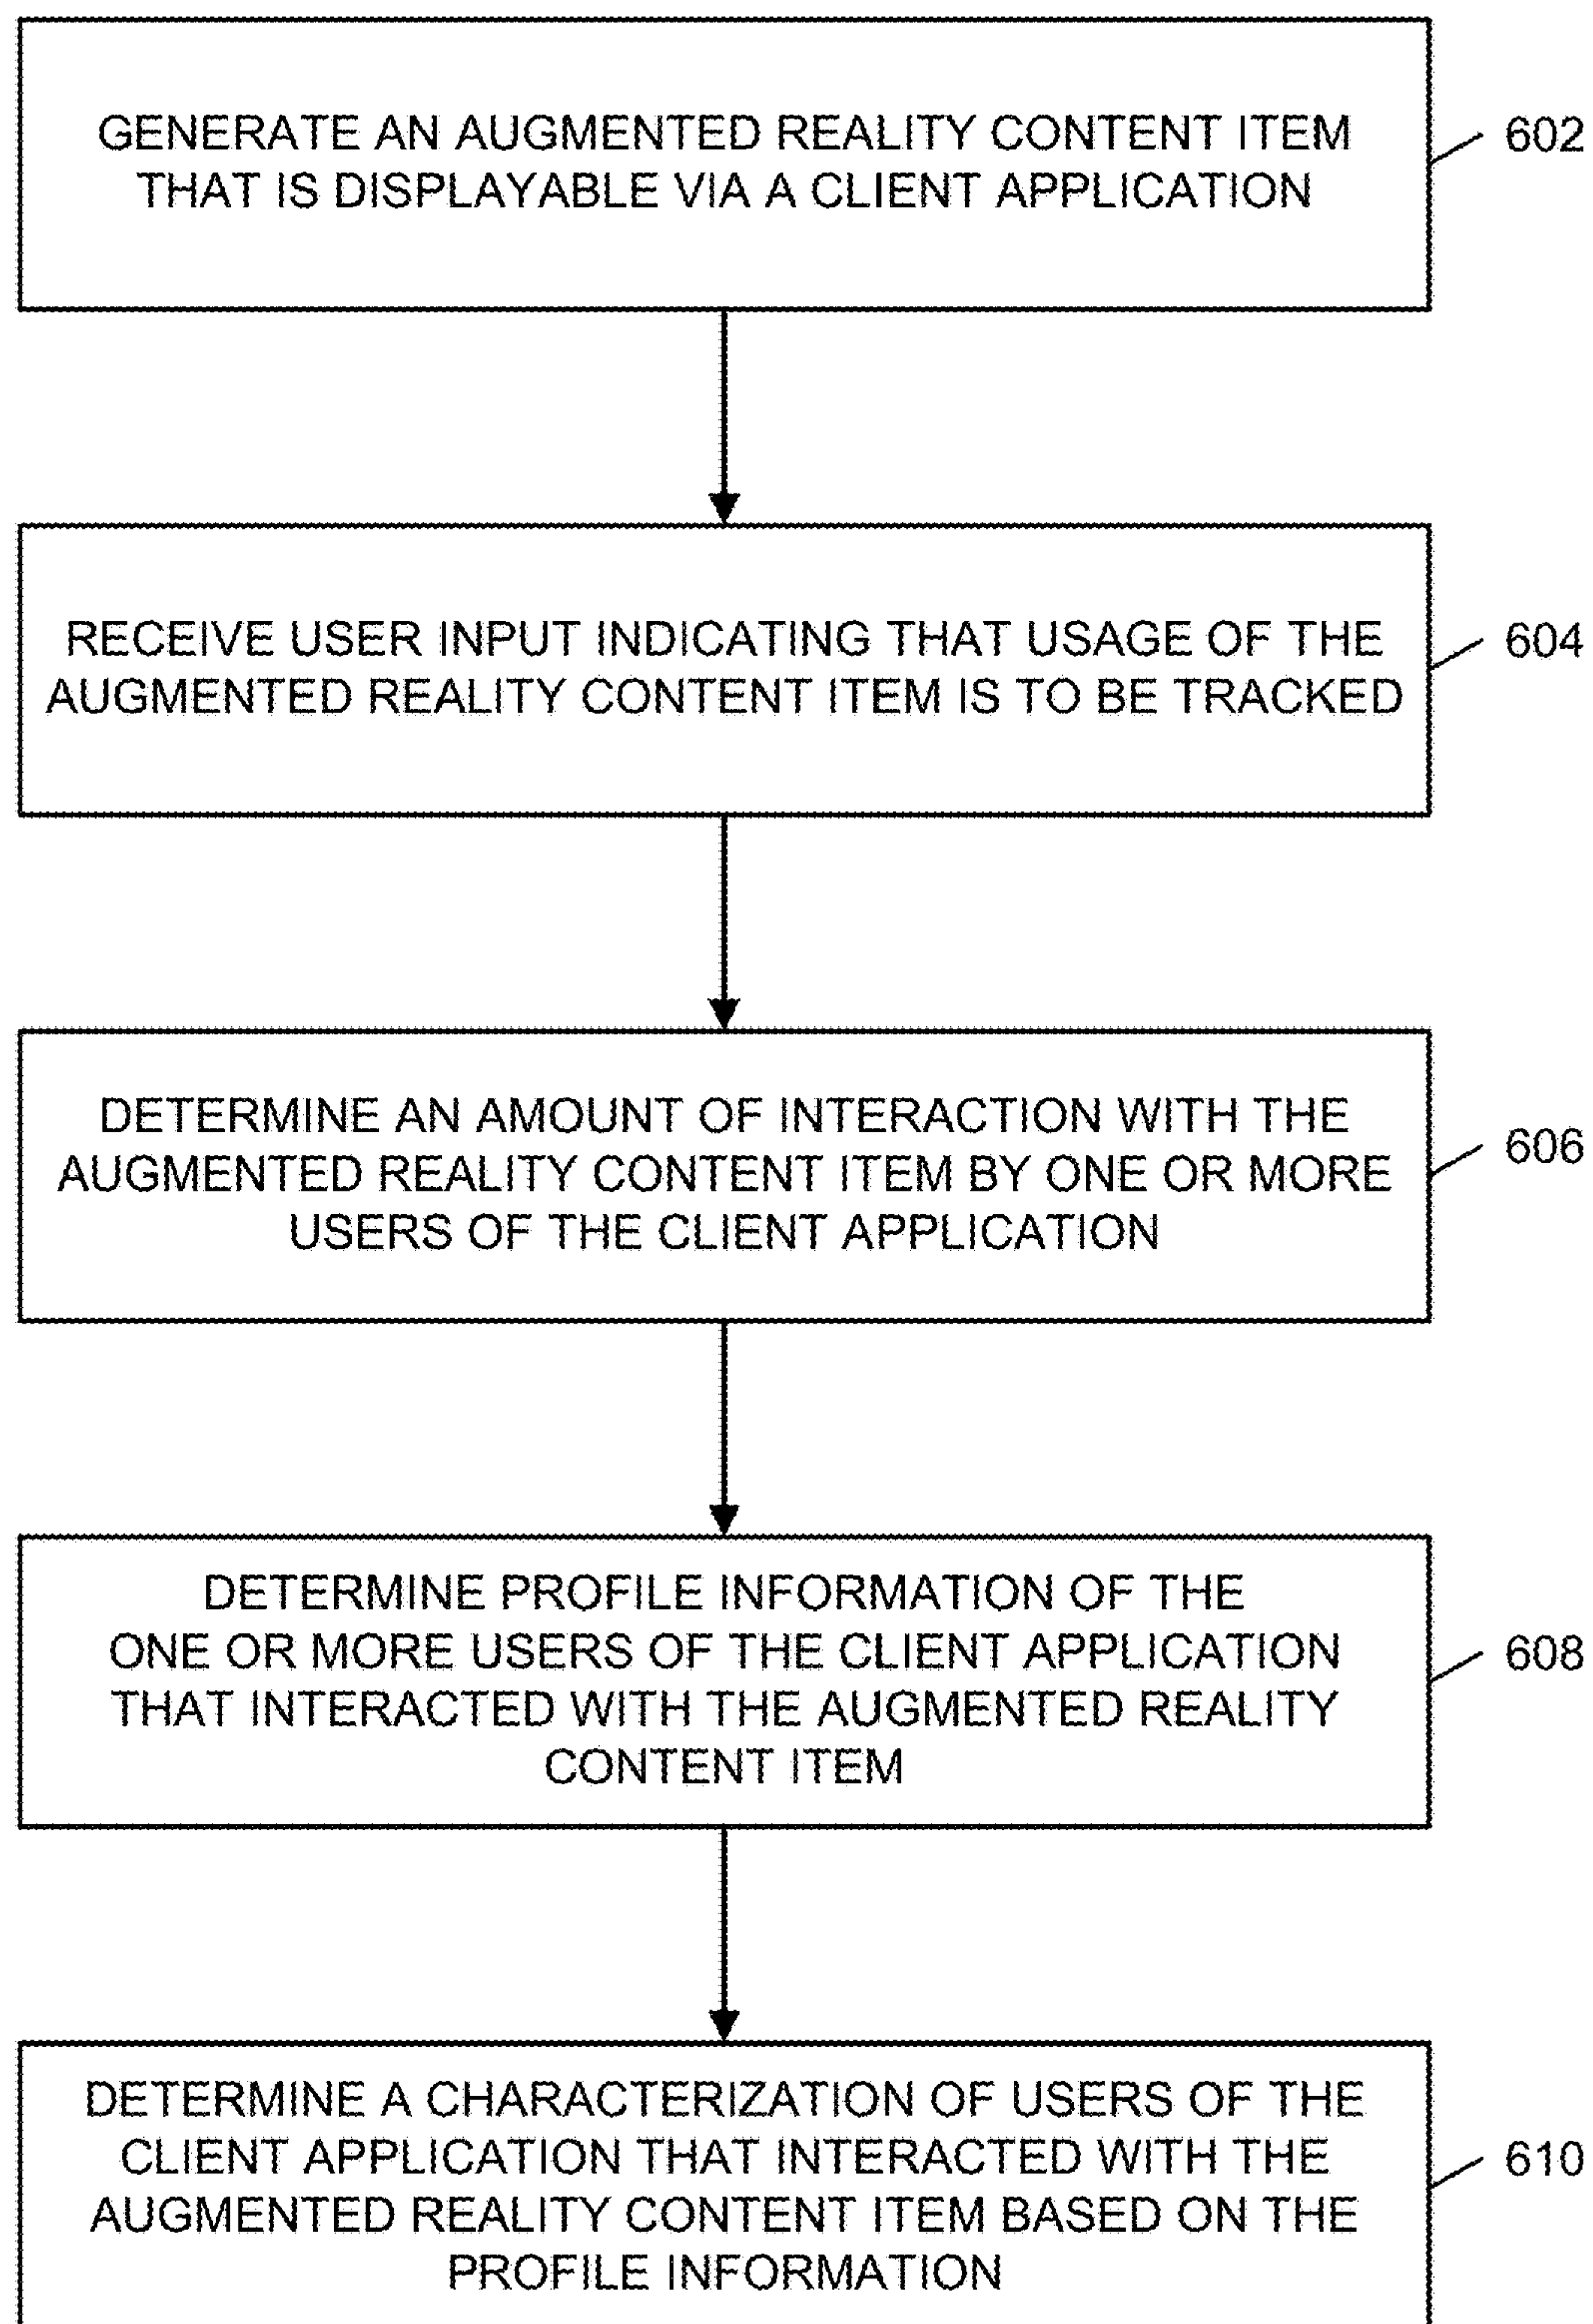 GENERATE AN AUGMENTED REALITY CONTENT ITEM
THAT IS DISPLAYABLE VIA A CLIENT APPLICATION
602
RECEIVE USER INPUT INDICATING THAT USAGE OF THE
AUGMENTED REALITY CONTENT ITEM IS TO BE TRACKED
604
DETERMINE AN AMOUNT OF INTERACTION WITH THE
AUGMENTED REALITY CONTENT ITEM BY ONE OR MORE
USERS OF THE CLIENT APPLICATION
606
DETERMINE PROFILE INFORMATION OF THE
ONE OR MORE USERS OF THE CLIENT APPLICATION
THAT INTERACTED WITH THE AUGMENTED REALITY
CONTENT ITEM
608
DETERMINE A CHARACTERIZATION OF USERS OF THE
CLIENT APPLICATION THAT INTERACTED WITH THE
AUGMENTED REALITY CONTENT ITEM BASED ON THE
PROFILE INFORMATION
610